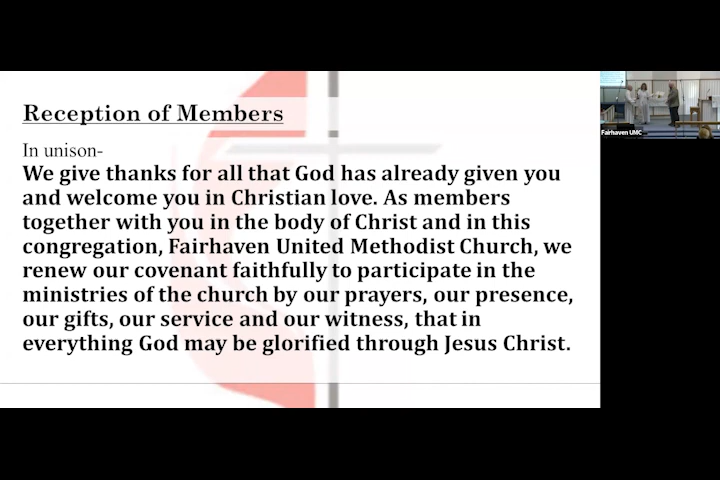 Reception of Members
In unison-
We give thanks for all that God has already given you
and welcome you in Christian love. As members
together with you in the body of Christ and in this
congregation, Fairhaven United Methodist Church, we
renew our covenant faithfully to participate in the
ministries of the church by our prayers, our presence,
our gifts, our service and our witness, that in
everything God may be glorified through Jesus Christ.
Fairhaven UMC